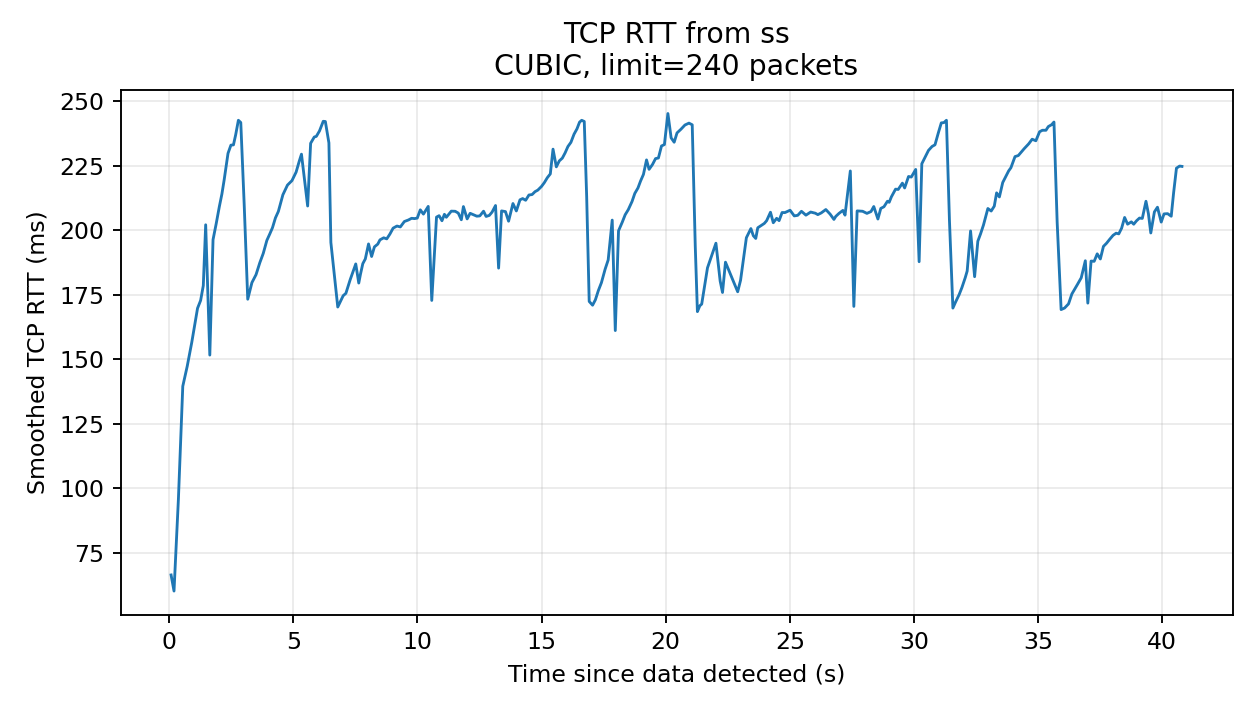 TCP RTT from ss
CUBIC, limit=240 packets
Smoothed TCP RTT (ms)
250
225
200
175
150
125
100
75
0 5 10 15 20 25 30 35 40
Time since data detected (s)